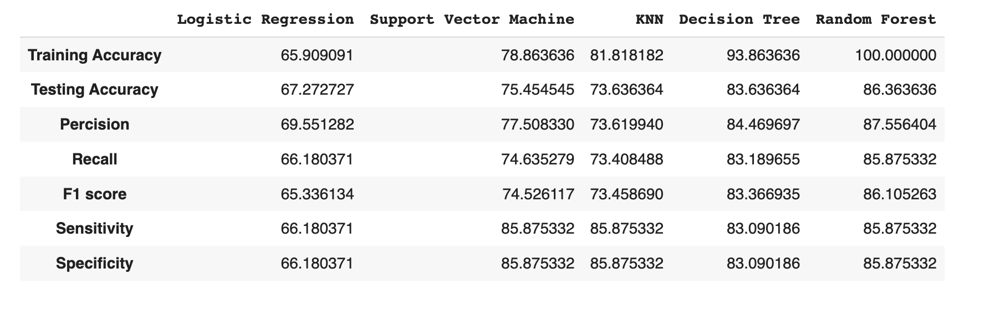 Logistic Regression Support Vector Machine KNN Decision Tree Random Forest
Training Accuracy 65.909091 78.863636 81.818182 93.863636 100.000000
Testing Accuracy 67.272727 75.454545 73.636364 83.636364 86.363636
Percision 69.551282 77.508330 73.619940 84.469697 87.556404
Recall 66.180371 74.635279 73.408488 83.189655 85.875332
F1 score 65.336134 74.526117 73.458690 83.366935 86.105263
Sensitivity 66.180371 85.875332 85.875332 83.090186 85.875332
Specificity 66.180371 85.875332 85.875332 83.090186 85.875332